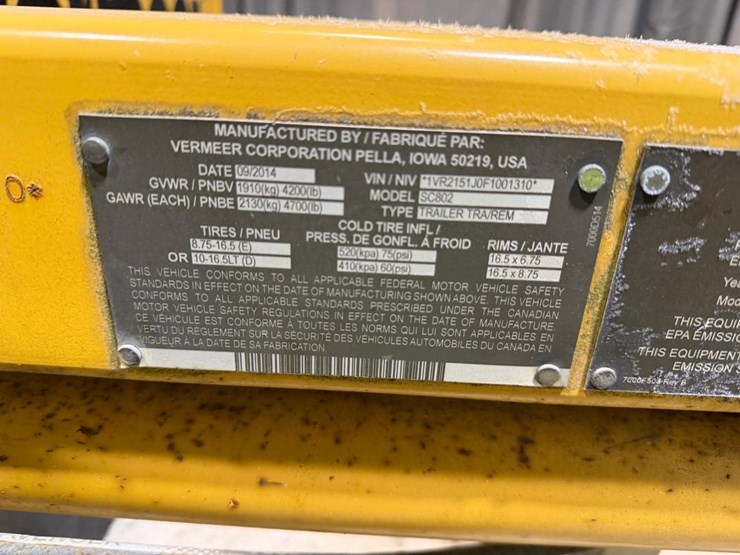 O*
MANUFACTURED BY / FABRIQUÉ PAR:
VERMEER CORPORATION PELLA, IOWA 50219, USA
DATE 09/2014 VIN / NIV *1VR2151J0F1001310*
GVWR / PNBV 1910(kg) 4200(lb) MODEL SC802
GAWR (EACH) / PNBE 2130(kg) 4700(lb) TYPE TRAILER TRA/REM
COLD TIRE INFL /
TIRES / PNEU PRESS. DE GONFL. À FROID RIMS / JANTE
8.75-16.5 (E) 520(kpa) 75(psi) 16.5 x 6.75
OR 10-16.5LT (D) 410(kpa) 60(psi) 16.5 x 8.75
THIS VEHICLE CONFORMS TO ALL APPLICABLE FEDERAL MOTOR VEHICLE SAFETY
STANDARDS IN EFFECT ON THE DATE OF MANUFACTURING SHOWN ABOVE. THIS VEHICLE
CONFORMS TO ALL APPLICABLE STANDARDS PRESCRIBED UNDER THE CANADIAN
MOTOR VEHICLE SAFETY REGULATIONS IN EFFECT ON THE DATE OF MANUFACTURE
CE VÉHICULE EST CONFORME À TOUTES LES NORMS QUI LUI SONT APPLICABLES EN
VERTU DU RÈGLEMENT SUR LA SÉCURITÉ DES VÉHICULES AUTOMOBILES DU CANADA EN
VIGUEUR À LA DATE DE SA FABRICATION
7000D514
Yea
Mod
THIS EQUIP
EPA EMISSIO
THIS EQUIPMENT
EMISSION S
7000F503 Rev B